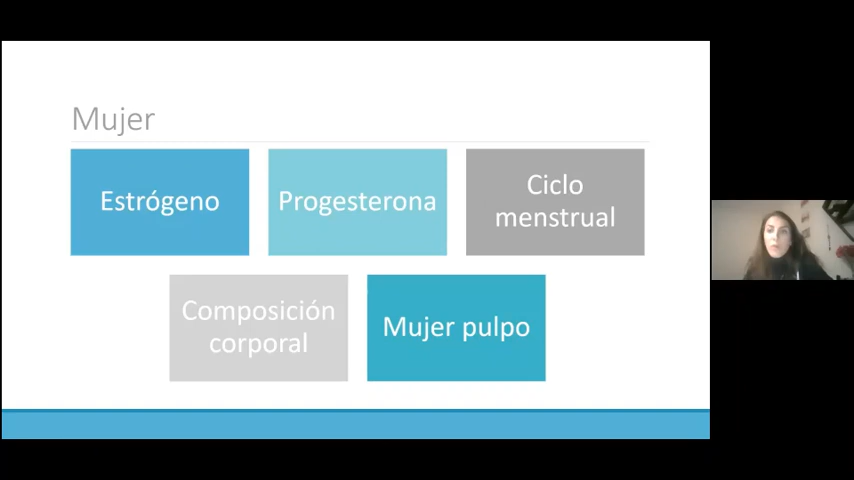 Mujer
Estrógeno
Progesterona
Ciclo
menstrual
Composición
corporal
Mujer pulpo